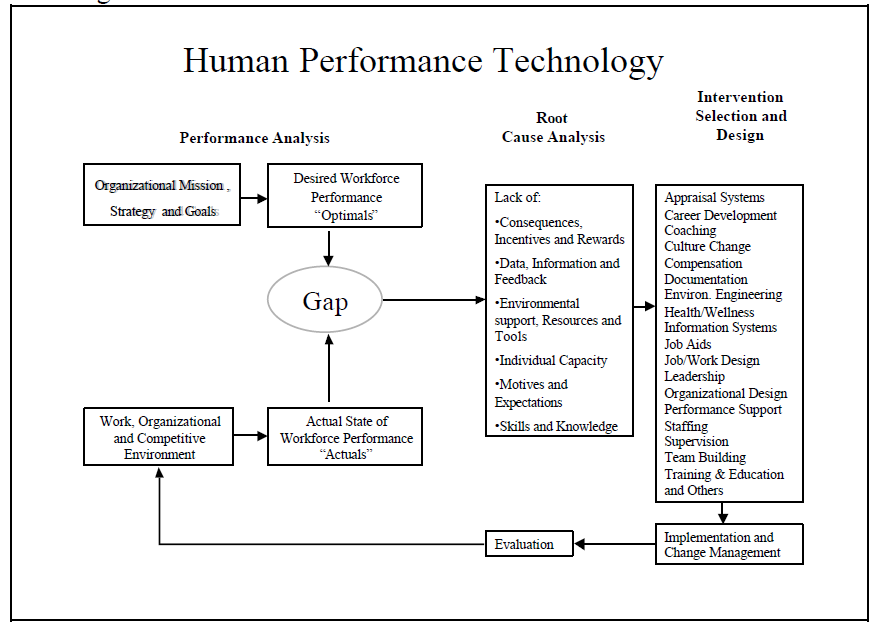 Human Performance Technology
Performance Analysis
Root
Cause Analysis
Intervention
Selection and
Design
Organizational Mission ,
Strategy and Goals
Desired Workforce
Performance
“Optimals”
Gap
Work, Organizational
and Competitive
Environment
Actual State of
Workforce Performance
“Actuals”
Lack of:
•Consequences,
Incentives and Rewards
•Data, Information and
Feedback
•Environmental
support, Resources and
Tools
•Individual Capacity
•Motives and
Expectations
•Skills and Knowledge
Appraisal Systems
Career Development
Coaching
Culture Change
Compensation
Documentation
Environ. Engineering
Health/Wellness
Information Systems
Job Aids
Job/Work Design
Leadership
Organizational Design
Performance Support
Staffing
Supervision
Team Building
Training & Education
and Others
Implementation and
Change Management
Evaluation